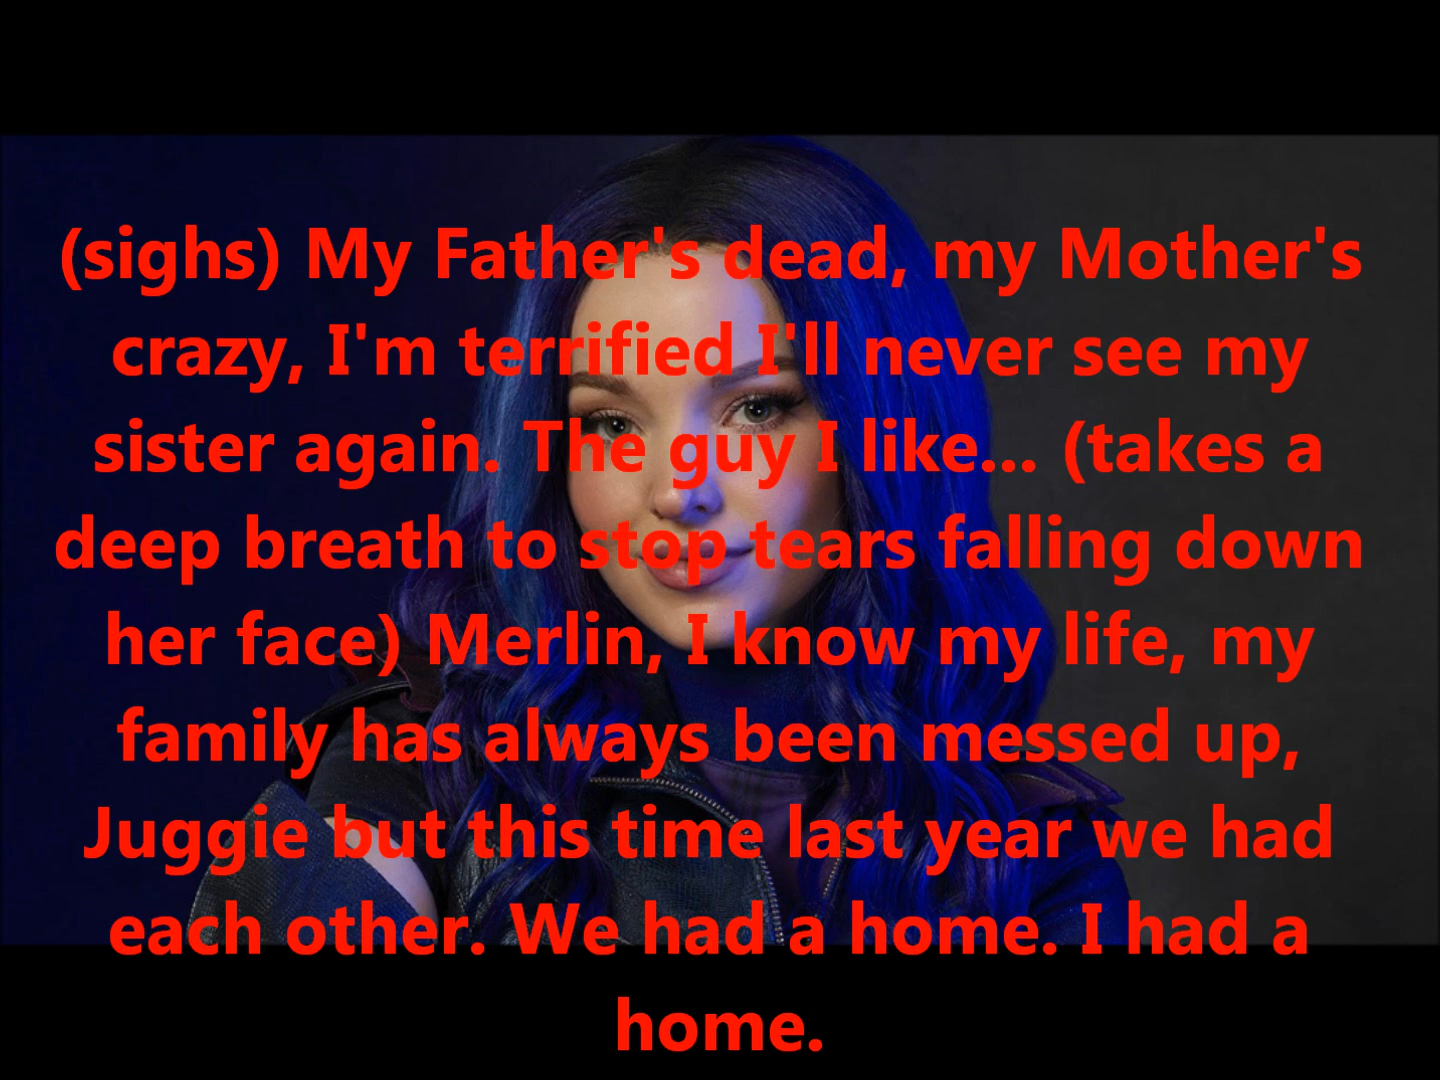 (sighs) My Father's dead, my Mother's
crazy, I'm terrified I'll never see my
sister again. The guy I like... (takes a
deep breath to stop tears falling down
her face) Merlin, I know my life, my
family has always been messed up,
Juggie but this time last year we had
each other. We had a home. I had a
home.